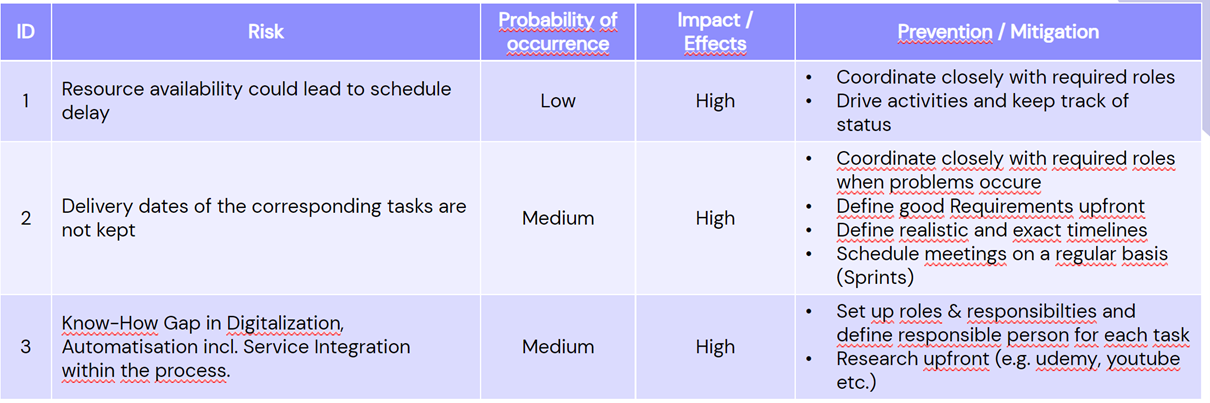 ID
Risk
Probability of
occurrence
Impact /
Effects
Prevention / Mitigation
1
Resource availability could lead to schedule
delay
Low
High
• Coordinate closely with required roles
• Drive activities and keep track of
status
2
Delivery dates of the corresponding tasks are
not kept
Medium
High
• Coordinate closely with required roles
when problems occure
• Define good Requirements upfront
• Define realistic and exact timelines
• Schedule meetings on a regular basis
(Sprints)
3
Know-How Gap in Digitalization,
Automatisation incl. Service Integration
within the process.
Medium
High
• Set up roles & responsibilties and
define responsible person for each task
• Research upfront (e.g. udemy, youtube
etc.)